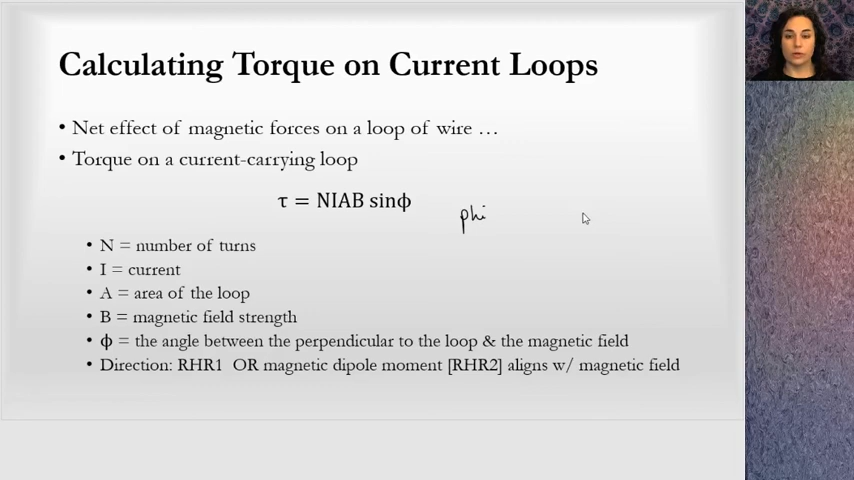 Calculating Torque on Current Loops
• Net effect of magnetic forces on a loop of wire …
• Torque on a current-carrying loop
τ = NIAB sinϕ
phi
• N = number of turns
• I = current
• A = area of the loop
• B = magnetic field strength
• ϕ = the angle between the perpendicular to the loop & the magnetic field
• Direction: RHR1 OR magnetic dipole moment [RHR2] aligns w/ magnetic field